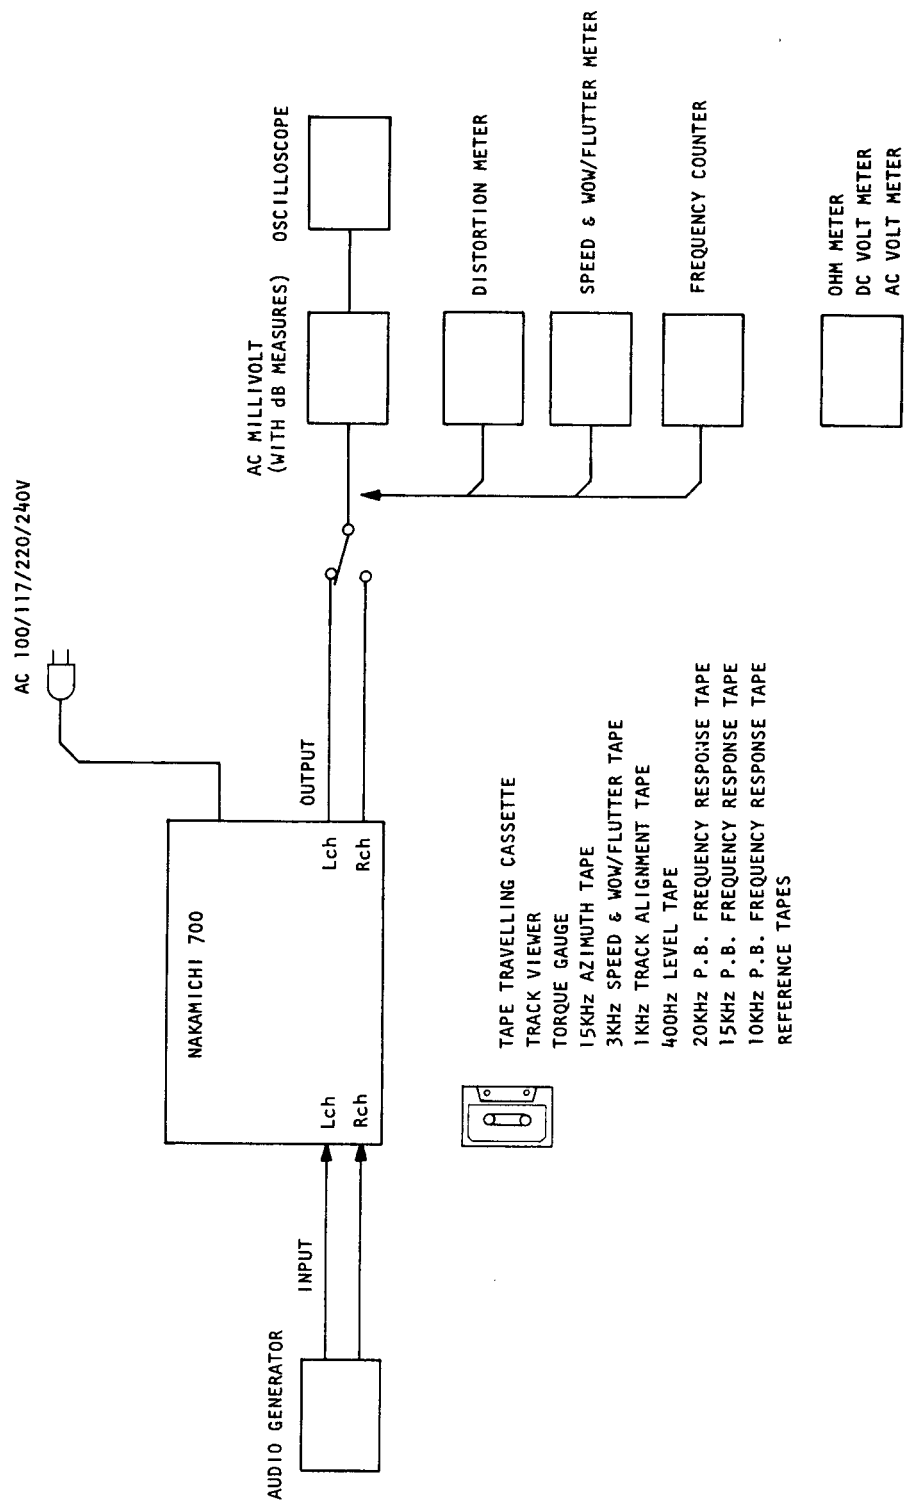 AC 100/117/220/240V
NAKAMICHI 700
AUDIO GENERATOR
INPUT
Lch
Rch
OUTPUT
Lch
Rch
AC MILLIVOLT
(WITH dB MEASURES)
OSCILLOSCOPE
DISTORTION METER
SPEED & WOW/FLUTTER METER
FREQUENCY COUNTER
OHM METER
DC VOLT METER
AC VOLT METER
TAPE TRAVELLING CASSETTE
TRACK VIEWER
TORQUE GAUGE
15KHz AZIMUTH TAPE
3KHz SPEED & WOW/FLUTTER TAPE
1KHz TRACK ALIGNMENT TAPE
400Hz LEVEL TAPE
20KHz P.B. FREQUENCY RESPONSE TAPE
15KHz P.B. FREQUENCY RESPONSE TAPE
10KHz P.B. FREQUENCY RESPONSE TAPE
REFERENCE TAPES